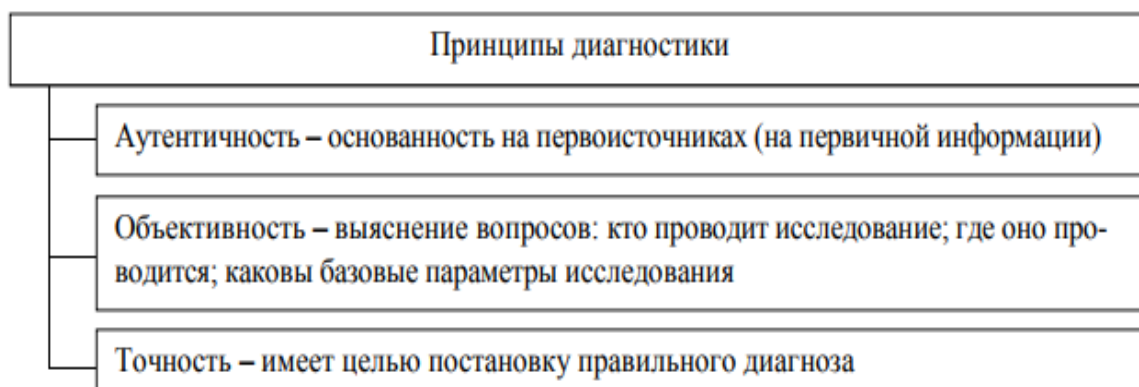 Принципы диагностики
Аутентичность – основанность на первоисточниках (на первичной информации)
Объективность – выяснение вопросов: кто проводит исследование; где оно про-
водится; каковы базовые параметры исследования
Точность – имеет целью постановку правильного диагноза